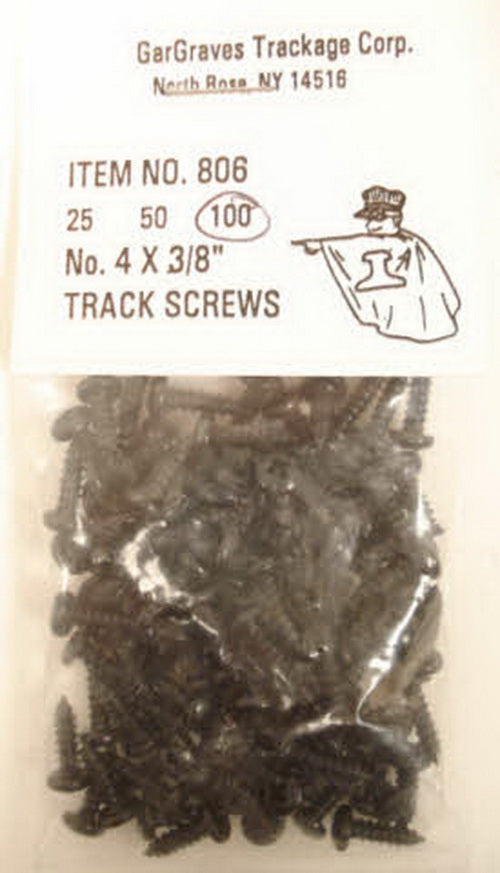 GarGraves Trackage Corp.
North Rose, NY 14516
ITEM NO. 806
25 50 100
No. 4 X 3/8"
TRACK SCREWS